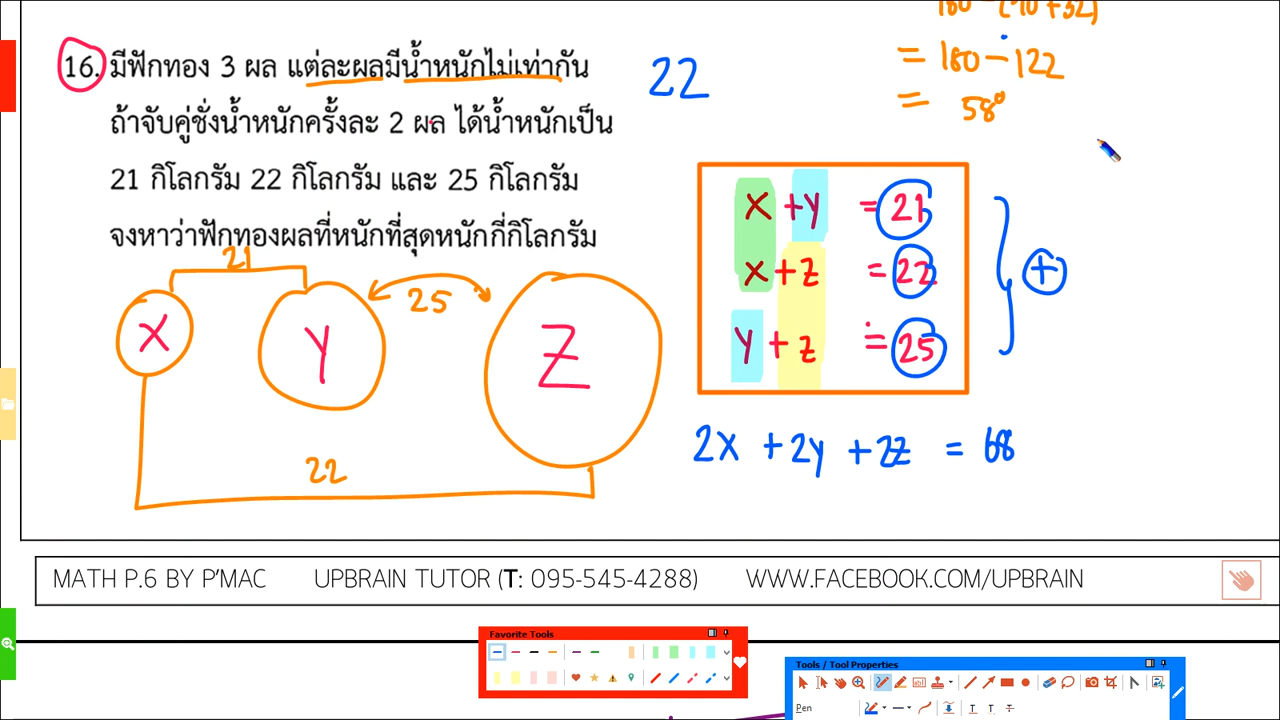 180 - (90+32)
= 180 - 122
= 58°
16. มีฟักทอง 3 ผล แต่ละผลมีน้ำหนักไม่เท่ากัน
ถ้าจับคู่ชั่งน้ำหนักครั้งละ 2 ผล ได้น้ำหนักเป็น
21 กิโลกรัม 22 กิโลกรัม และ 25 กิโลกรัม
จงหาว่าฟักทองผลที่หนักที่สุดหนักกี่กิโลกรัม
22
x + y = 21
x + z = 22
y + z = 25
+
21
25
X Y Z
22
2x + 2y + 2z = 68
MATH P.6 BY P'MAC UPBRAIN TUTOR (T: 095-545-4288) WWW.FACEBOOK.COM/UPBRAIN
Favorite Tools
Tools / Tool Properties
Pen